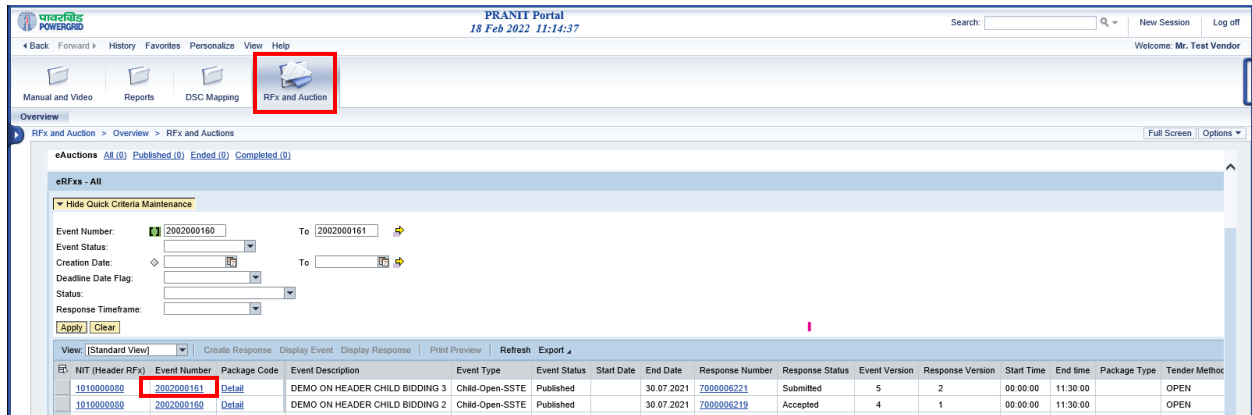 पावरग्रिड
POWERGRID
PRANIT Portal
18 Feb 2022 11:14:37
Search:
New Session Log off
Back Forward History Favorites Personalize View Help
Welcome: Mr. Test Vendor
Manual and Video Reports DSC Mapping RFx and Auction
Overview
RFx and Auction > Overview > RFx and Auctions
Full Screen Options
eAuctions All (0) Published (0) Ended (0) Completed (0)
eRFxs - All
Hide Quick Criteria Maintenance
Event Number: 2002000160 To 2002000161
Event Status:
Creation Date: To
Deadline Date Flag:
Status:
Response Timeframe:
Apply Clear
View: [Standard View] Create Response Display Event Display Response Print Preview Refresh Export
NIT (Header RFx) Event Number Package Code Event Description Event Type Event Status Start Date End Date Response Number Response Status Event Version Response Version Start Time End time Package Type Tender Method
1010000080 2002000161 Detail DEMO ON HEADER CHILD BIDDING 3 Child-Open-SSTE Published 30.07.2021 7000006221 Submitted 5 2 00:00:00 11:30:00 OPEN
1010000080 2002000160 Detail DEMO ON HEADER CHILD BIDDING 2 Child-Open-SSTE Published 30.07.2021 7000006219 Accepted 4 1 00:00:00 11:30:00 OPEN